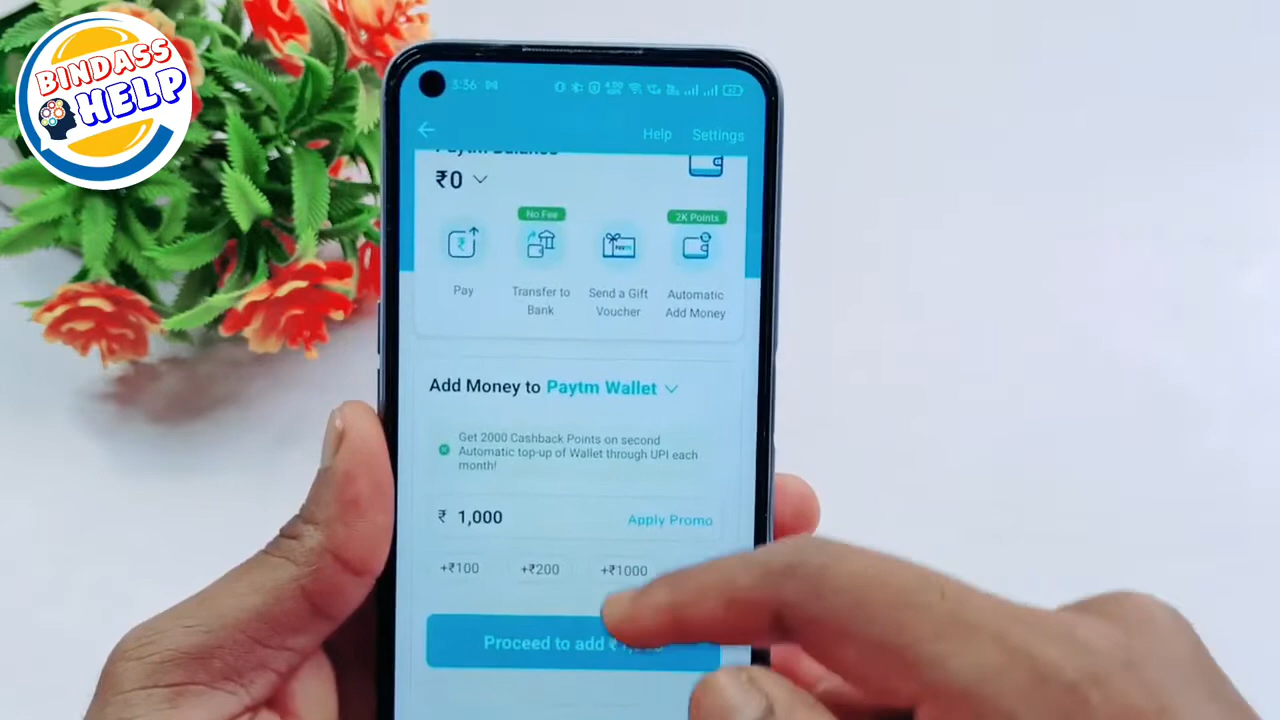 BINDASS
HELP
3:36
Help Settings
Paytm Balance
₹0
No Fee
2K Points
Pay
Transfer to
Bank
Send a Gift
Voucher
Automatic
Add Money
Add Money to Paytm Wallet
Get 2000 Cashback Points on second
Automatic top-up of Wallet through UPI each
month!
₹ 1,000
Apply Promo
+₹100 +₹200 +₹1000
Proceed to add ₹